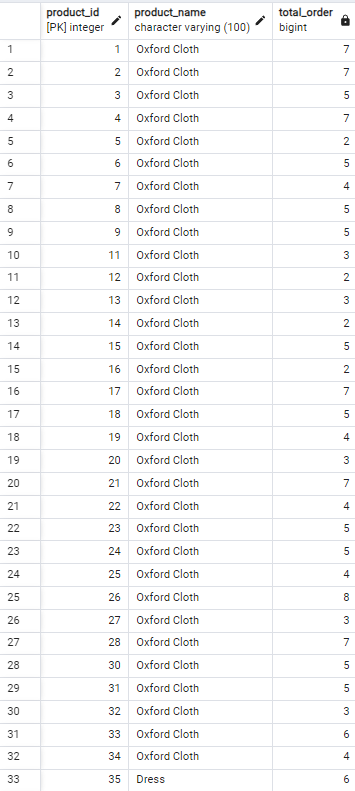 product_id product_name total_order
[PK] integer character varying (100) bigint
1 1 Oxford Cloth 7
2 2 Oxford Cloth 7
3 3 Oxford Cloth 5
4 4 Oxford Cloth 7
5 5 Oxford Cloth 2
6 6 Oxford Cloth 5
7 7 Oxford Cloth 4
8 8 Oxford Cloth 5
9 9 Oxford Cloth 5
10 11 Oxford Cloth 3
11 12 Oxford Cloth 2
12 13 Oxford Cloth 3
13 14 Oxford Cloth 2
14 15 Oxford Cloth 5
15 16 Oxford Cloth 2
16 17 Oxford Cloth 7
17 18 Oxford Cloth 5
18 19 Oxford Cloth 4
19 20 Oxford Cloth 3
20 21 Oxford Cloth 7
21 22 Oxford Cloth 4
22 23 Oxford Cloth 5
23 24 Oxford Cloth 5
24 25 Oxford Cloth 4
25 26 Oxford Cloth 8
26 27 Oxford Cloth 3
27 28 Oxford Cloth 7
28 30 Oxford Cloth 5
29 31 Oxford Cloth 5
30 32 Oxford Cloth 3
31 33 Oxford Cloth 6
32 34 Oxford Cloth 4
33 35 Dress 6